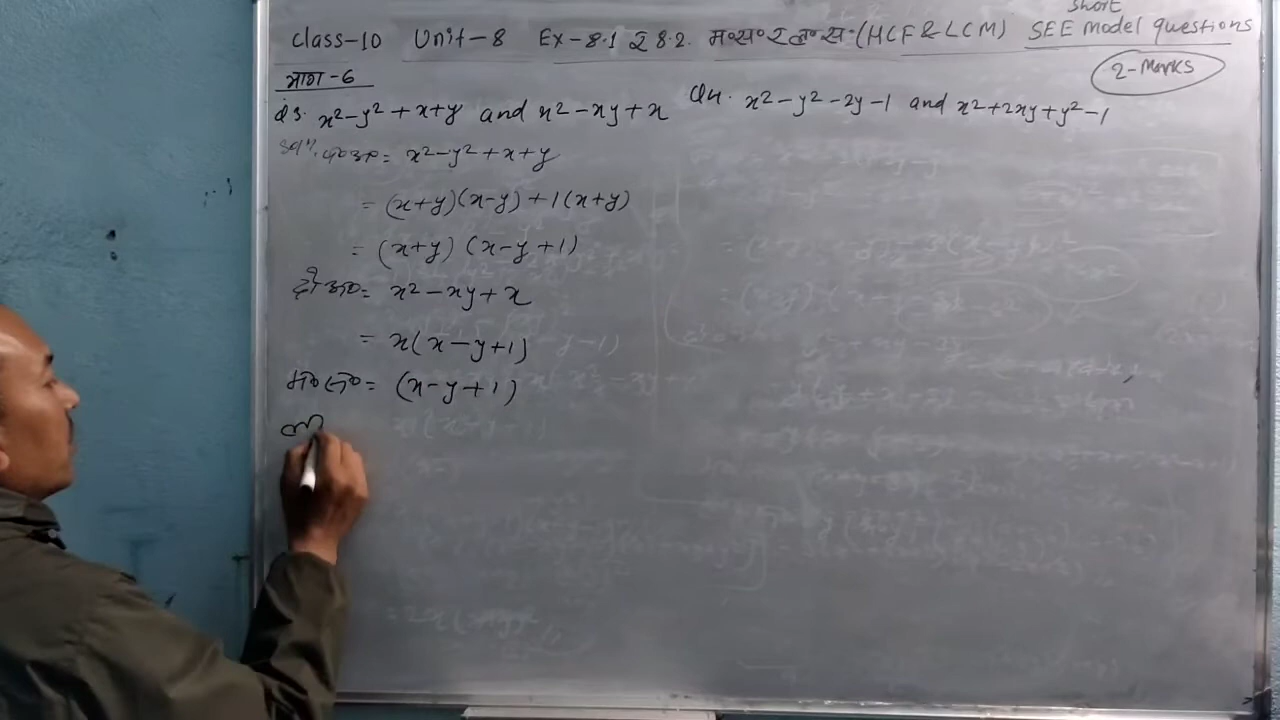 short
Class-10 Unit-8 Ex-8.1 र 8.2. म०स० र ल०स० (HCF & LCM) SEE model questions
2-Marks
भाग -6
Q3. x²-y²+x+y and x²-xy+x
Q4. x²-y²-2y-1 and x²+2xy+y²-1
= x²-y²+x+y
= (x+y)(x-y)+1(x+y)
= (x+y) (x-y+1)
= x²-xy+x
= x(x-y+1)
= (x-y+1)